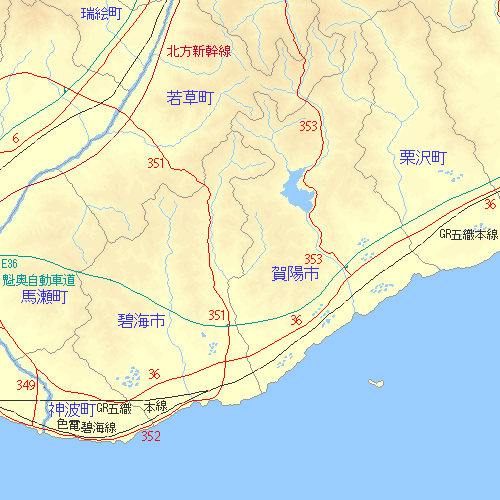 瑞絵町
北方新幹線
若草町
353
6
351
栗沢町
36
GR五織本線
E36
魁奥自動車道
353
賀陽市
馬瀬町
碧海市
351
36
36
349
神波町
GR五織 本線
色電碧海線
352